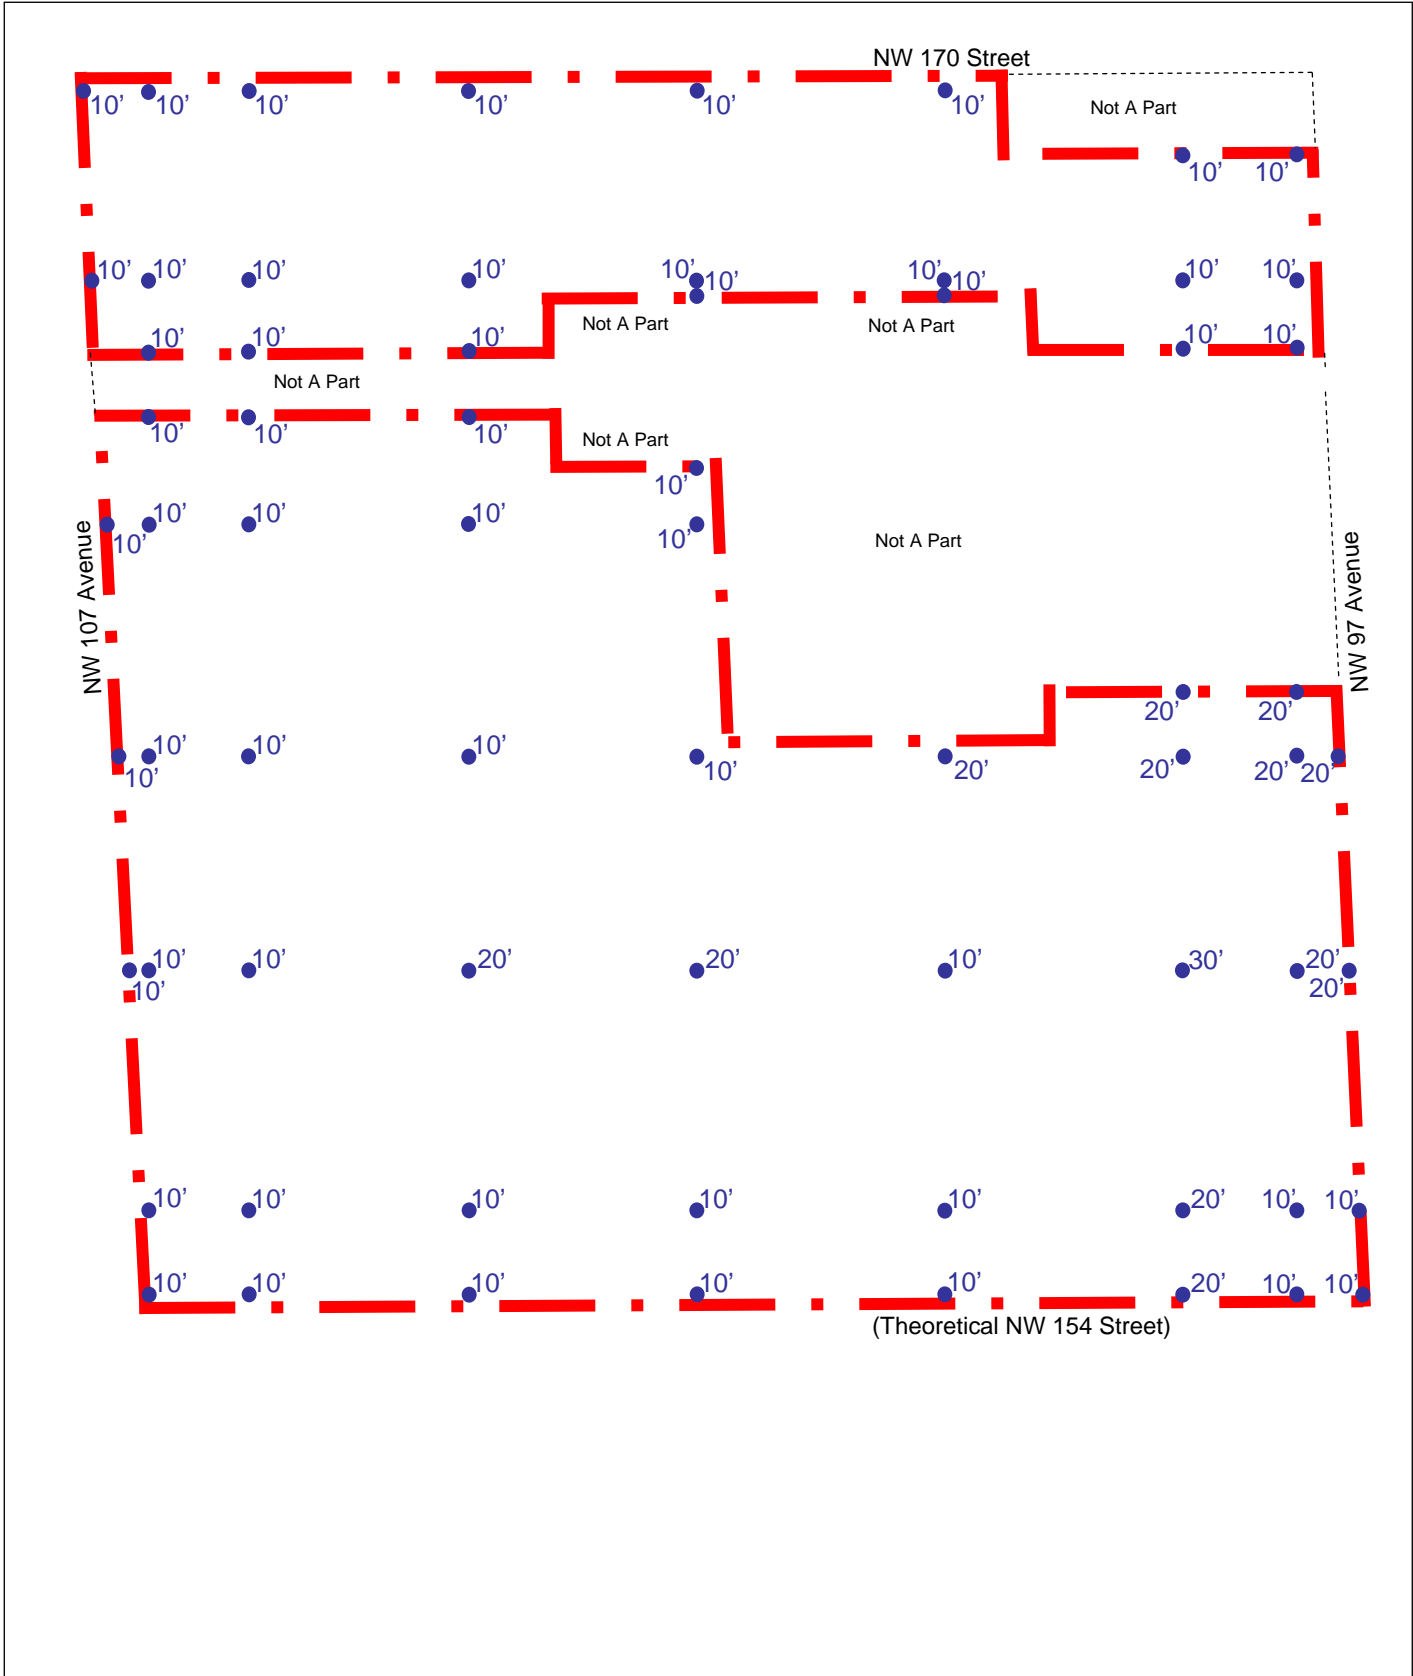 NW 170 Street
10’ 10’ 10’ 10’ 10’ 10’
Not A Part
10’ 10’
10’ 10’ 10’ 10’ 10’ 10’ 10’ 10’
10’ 10’
Not A Part Not A Part
10’ 10’ 10’ 10’ 10’
Not A Part
10’ 10’ 10’
Not A Part
10’
10’ 10’ 10’
10’ 10’
Not A Part
NW 107 Avenue
NW 97 Avenue
20’ 20’
10’ 10’ 10’
10’ 10’ 20’ 20’ 20’ 20’
10’ 10’ 20’ 20’ 10’ 30’ 20’
10’ 20’
10’ 10’ 10’ 10’ 10’ 20’ 10’ 10’
10’ 10’ 10’ 10’ 10’ 20’ 10’ 10’
(Theoretical NW 154 Street)